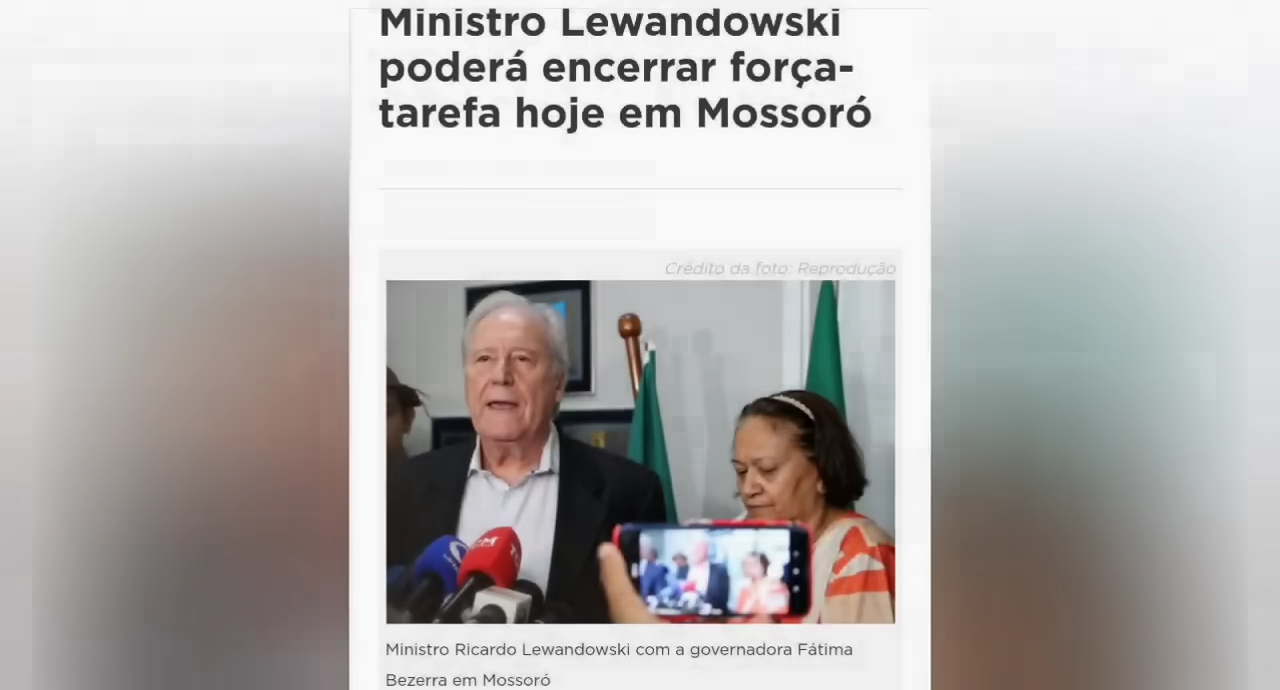 Ministro Lewandowski
poderá encerrar força-
tarefa hoje em Mossoró
Crédito da foto: Reprodução
Ministro Ricardo Lewandowski com a governadora Fátima
Bezerra em Mossoró